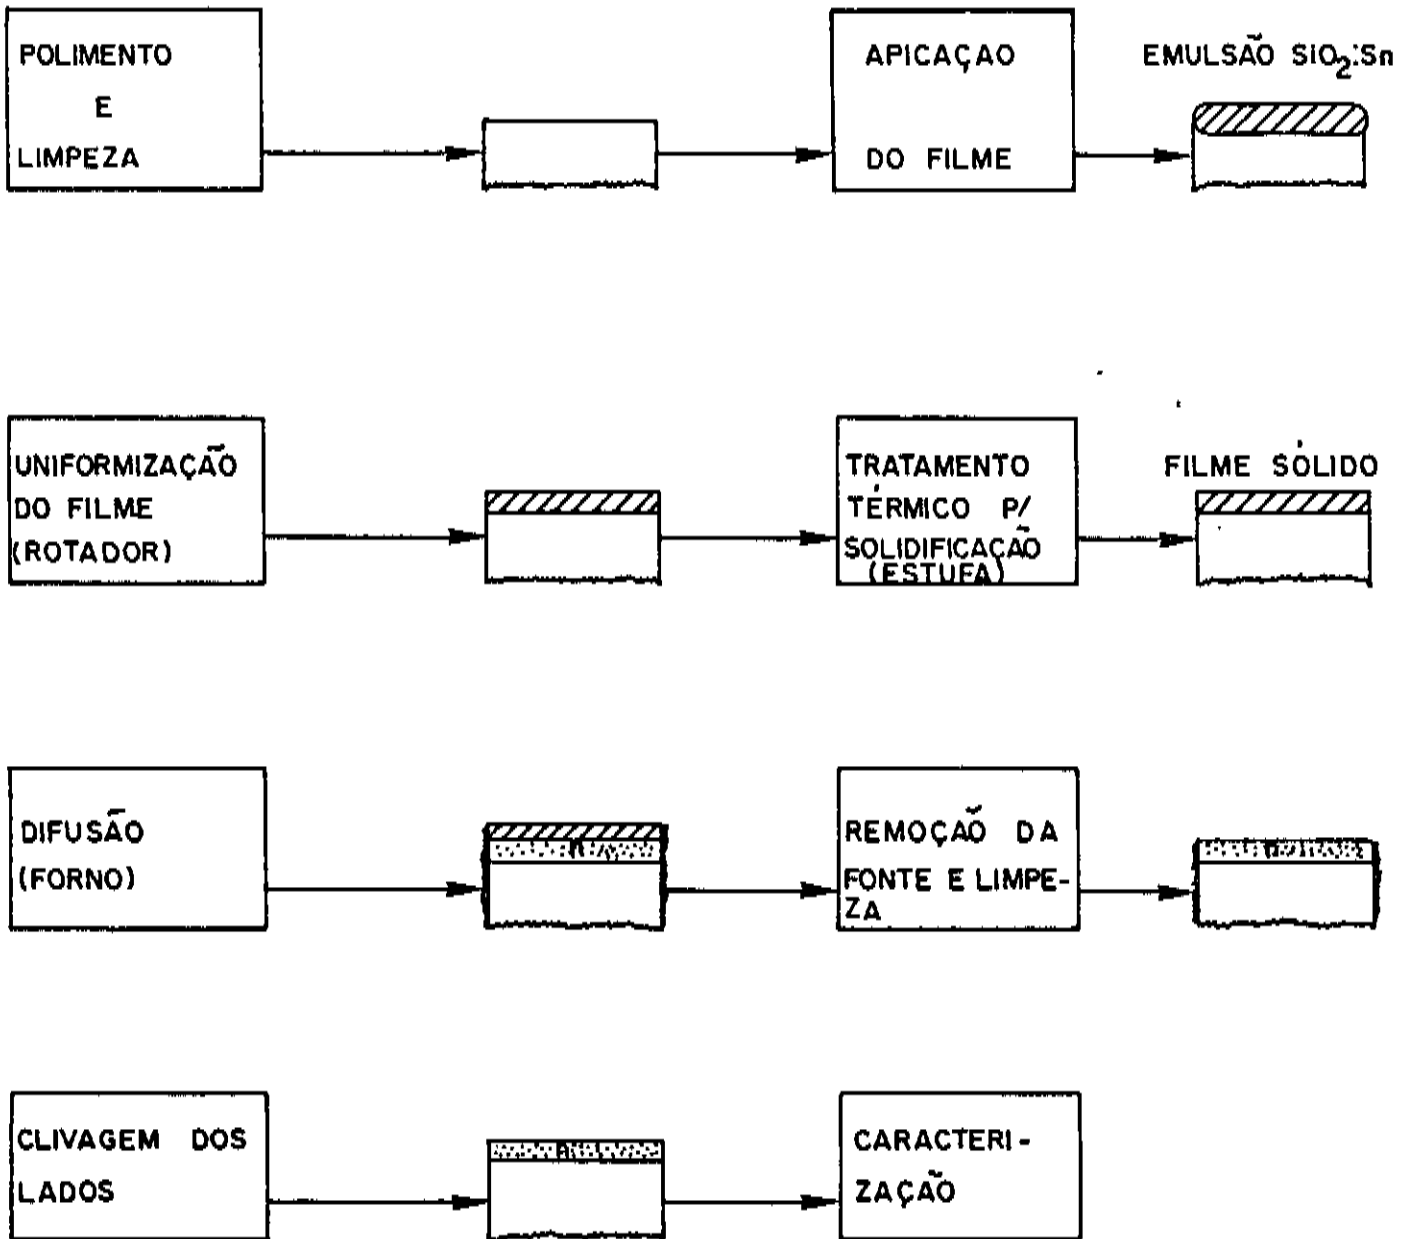 POLIMENTO
E
LIMPEZA
APICAÇAO
DO FILME
EMULSÃO SiO2:Sn
UNIFORMIZAÇÃO
DO FILME
(ROTADOR)
TRATAMENTO
TÉRMICO P/
SOLIDIFICAÇÃO
(ESTUFA)
FILME SÓLIDO
DIFUSÃO
(FORNO)
REMOÇÃO DA
FONTE E LIMPE-
ZA
CLIVAGEM DOS
LADOS
CARACTERI-
ZAÇÃO